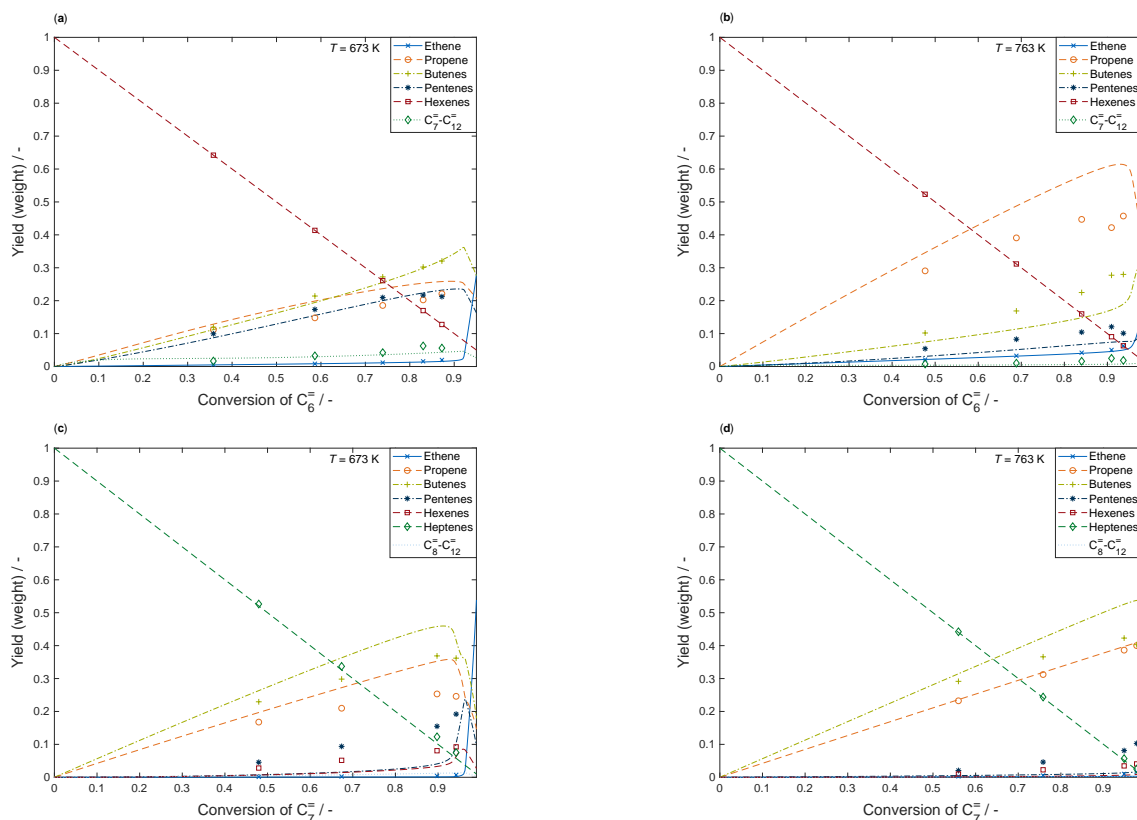 (a)
T = 673 K
Ethene
Propene
Butenes
Pentenes
Hexenes
C₇⁼-C₁₂⁼
1
0.9
0.8
0.7
0.6
0.5
0.4
0.3
0.2
0.1
0
Yield (weight) / -
0 0.1 0.2 0.3 0.4 0.5 0.6 0.7 0.8 0.9
Conversion of C₆⁼ / -
(b)
T = 763 K
Ethene
Propene
Butenes
Pentenes
Hexenes
C₇⁼-C₁₂⁼
1
0.9
0.8
0.7
0.6
0.5
0.4
0.3
0.2
0.1
0
Yield (weight) / -
0 0.1 0.2 0.3 0.4 0.5 0.6 0.7 0.8 0.9
Conversion of C₆⁼ / -
(c)
T = 673 K
Ethene
Propene
Butenes
Pentenes
Hexenes
Heptenes
C₈⁼-C₁₂⁼
1
0.9
0.8
0.7
0.6
0.5
0.4
0.3
0.2
0.1
0
Yield (weight) / -
0 0.1 0.2 0.3 0.4 0.5 0.6 0.7 0.8 0.9
Conversion of C₇⁼ / -
(d)
T = 763 K
Ethene
Propene
Butenes
Pentenes
Hexenes
Heptenes
C₈⁼-C₁₂⁼
1
0.9
0.8
0.7
0.6
0.5
0.4
0.3
0.2
0.1
0
Yield (weight) / -
0 0.1 0.2 0.3 0.4 0.5 0.6 0.7 0.8 0.9
Conversion of C₇⁼ / -